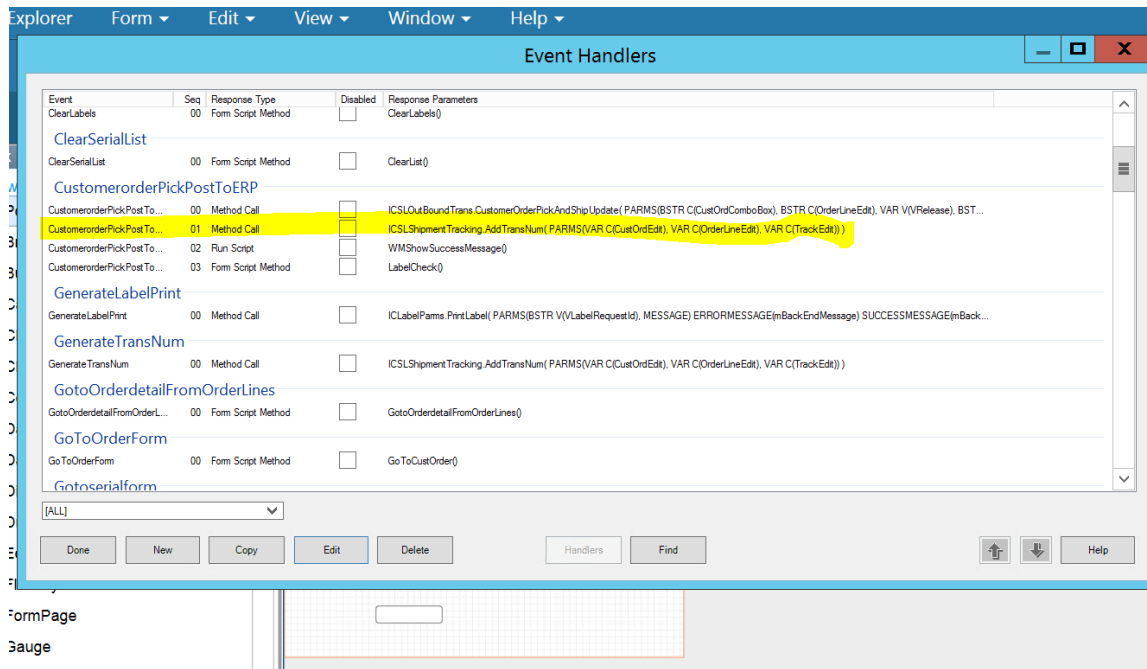 Explorer Form Edit View Window Help
Event Handlers
X
Event Seq Response Type Disabled Response Parameters
ClearLabels 00 Form Script Method ClearLabels()
ClearSerialList
ClearSerialList 00 Form Script Method ClearList()
CustomerorderPickPostToERP
CustomerorderPickPostTo... 00 Method Call ICSLOutBoundTrans.CustomerOrderPickAndShipUpdate( PARMS(BSTR C(CustOrdComboBox), BSTR C(OrderLineEdit), VAR V(VRelease), BST...
CustomerorderPickPostTo... 01 Method Call ICSLShipmentTracking.AddTransNum( PARMS(VAR C(CustOrdEdit), VAR C(OrderLineEdit), VAR C(TrackEdit)) )
CustomerorderPickPostTo... 02 Run Script WMShowSuccessMessage()
CustomerorderPickPostTo... 03 Form Script Method LabelCheck()
GenerateLabelPrint
GenerateLabelPrint 00 Method Call ICLabelParms.PrintLabel( PARMS(BSTR V(VLabelRequestId), MESSAGE) ERRORMESSAGE(mBackEndMessage) SUCCESSMESSAGE(mBack...
GenerateTransNum
GenerateTransNum 00 Method Call ICSLShipmentTracking.AddTransNum( PARMS(VAR C(CustOrdEdit), VAR C(OrderLineEdit), VAR C(TrackEdit)) )
GotoOrderdetailFromOrderLines
GotoOrderdetailFromOrderL... 00 Form Script Method GotoOrderdetailFromOrderLines()
GoToOrderForm
GoToOrderForm 00 Form Script Method GoToCustOrder()
Gotoserialform
[ALL]
Done New Copy Edit Delete Handlers Find Help
FormPage
Gauge